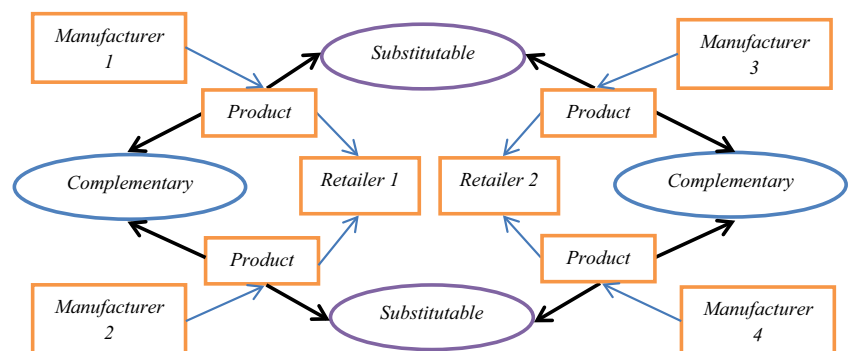 Manufacturer
1
Substitutable
Manufacturer
3
Product
Product
Complementary
Retailer 1
Retailer 2
Complementary
Product
Product
Manufacturer
2
Substitutable
Manufacturer
4